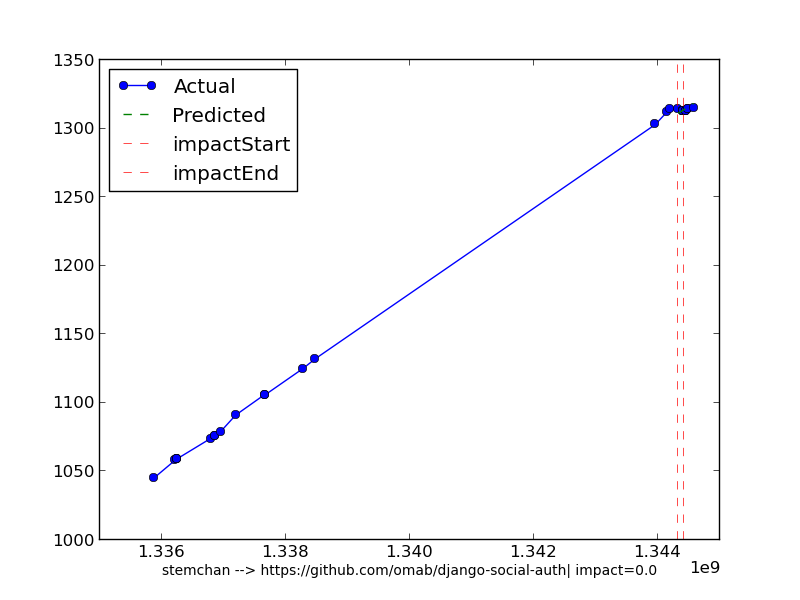 1350
1300
1250
1200
1150
1100
1050
1000
Actual
Predicted
impactStart
impactEnd
1.336 1.338 1.340 1.342 1.344
1e9
stemchan --> https://github.com/omab/django-social-auth| impact=0.0